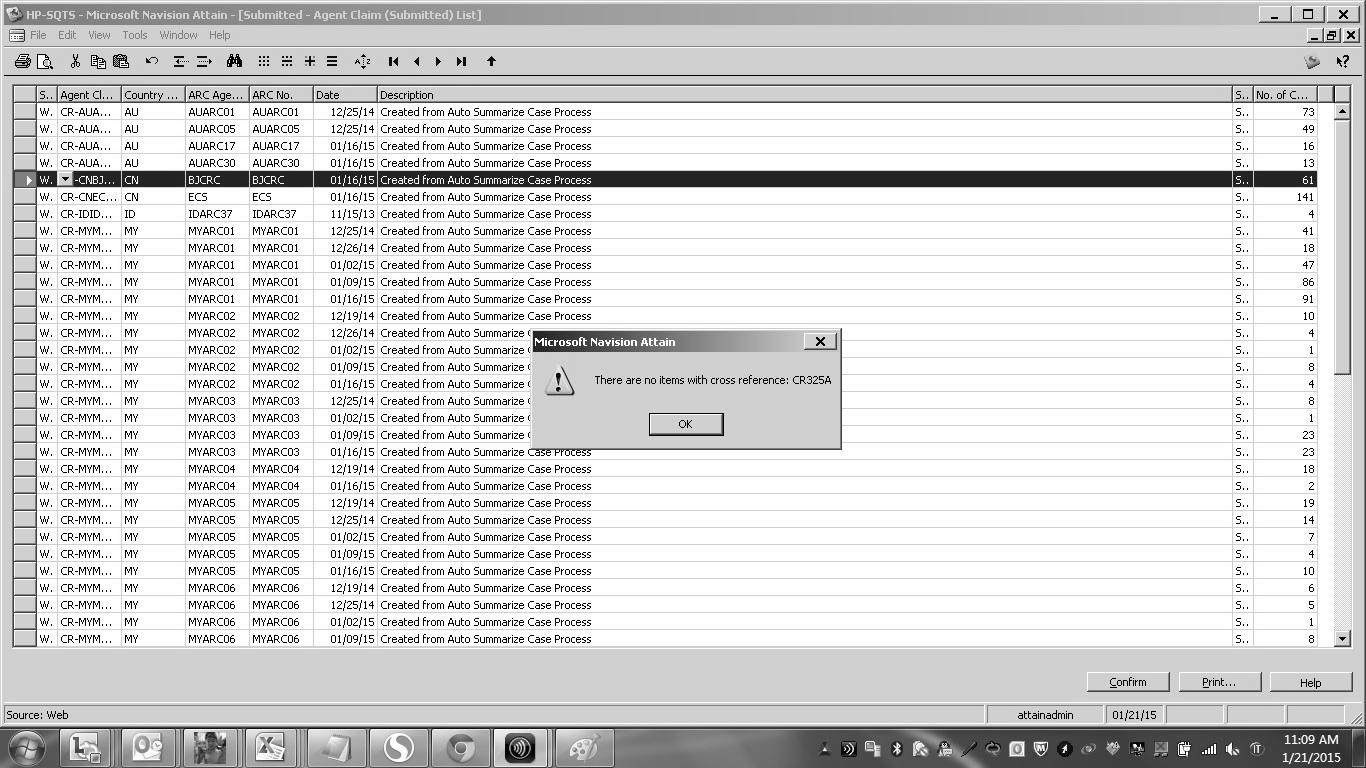 HP-SQTS - Microsoft Navision Attain - [Submitted - Agent Claim (Submitted) List]
File Edit View Tools Window Help
S.. Agent Cl... Country ... ARC Age... ARC No. Date Description S.. No. of C...
W. CR-AUA... AU AUARC01 AUARC01 12/25/14 Created from Auto Summarize Case Process S.. 73
W. CR-AUA... AU AUARC05 AUARC05 12/25/14 Created from Auto Summarize Case Process S.. 49
W. CR-AUA... AU AUARC17 AUARC17 01/16/15 Created from Auto Summarize Case Process S.. 16
W. CR-AUA... AU AUARC30 AUARC30 01/16/15 Created from Auto Summarize Case Process S.. 13
W. -CNBJ... CN BJCRC BJCRC 01/16/15 Created from Auto Summarize Case Process S.. 61
W. CR-CNEC... CN ECS ECS 01/16/15 Created from Auto Summarize Case Process S.. 141
W. CR-IDID... ID IDARC37 IDARC37 11/15/13 Created from Auto Summarize Case Process S.. 4
W. CR-MYM... MY MYARC01 MYARC01 12/25/14 Created from Auto Summarize Case Process S.. 41
W. CR-MYM... MY MYARC01 MYARC01 12/26/14 Created from Auto Summarize Case Process S.. 18
W. CR-MYM... MY MYARC01 MYARC01 01/02/15 Created from Auto Summarize Case Process S.. 47
W. CR-MYM... MY MYARC01 MYARC01 01/09/15 Created from Auto Summarize Case Process S.. 86
W. CR-MYM... MY MYARC01 MYARC01 01/16/15 Created from Auto Summarize Case Process S.. 91
W. CR-MYM... MY MYARC02 MYARC02 12/19/14 Created from Auto Summarize Case Process S.. 10
W. CR-MYM... MY MYARC02 MYARC02 12/26/14 Created from Auto Summarize S.. 4
W. CR-MYM... MY MYARC02 MYARC02 01/02/15 Created from Auto Summarize S.. 1
W. CR-MYM... MY MYARC02 MYARC02 01/09/15 Created from Auto Summarize S.. 8
W. CR-MYM... MY MYARC02 MYARC02 01/16/15 Created from Auto Summarize S.. 4
W. CR-MYM... MY MYARC03 MYARC03 12/25/14 Created from Auto Summarize S.. 8
W. CR-MYM... MY MYARC03 MYARC03 01/02/15 Created from Auto Summarize S.. 1
W. CR-MYM... MY MYARC03 MYARC03 01/09/15 Created from Auto Summarize S.. 23
W. CR-MYM... MY MYARC03 MYARC03 01/16/15 Created from Auto Summarize Case Process S.. 23
W. CR-MYM... MY MYARC04 MYARC04 12/19/14 Created from Auto Summarize Case Process S.. 18
W. CR-MYM... MY MYARC04 MYARC04 01/16/15 Created from Auto Summarize Case Process S.. 2
W. CR-MYM... MY MYARC05 MYARC05 12/19/14 Created from Auto Summarize Case Process S.. 19
W. CR-MYM... MY MYARC05 MYARC05 12/25/14 Created from Auto Summarize Case Process S.. 14
W. CR-MYM... MY MYARC05 MYARC05 01/02/15 Created from Auto Summarize Case Process S.. 7
W. CR-MYM... MY MYARC05 MYARC05 01/09/15 Created from Auto Summarize Case Process S.. 4
W. CR-MYM... MY MYARC05 MYARC05 01/16/15 Created from Auto Summarize Case Process S.. 10
W. CR-MYM... MY MYARC06 MYARC06 12/19/14 Created from Auto Summarize Case Process S.. 6
W. CR-MYM... MY MYARC06 MYARC06 12/25/14 Created from Auto Summarize Case Process S.. 5
W. CR-MYM... MY MYARC06 MYARC06 01/02/15 Created from Auto Summarize Case Process S.. 1
W. CR-MYM... MY MYARC06 MYARC06 01/09/15 Created from Auto Summarize Case Process S.. 8
Microsoft Navision Attain
There are no items with cross reference: CR325A
OK
Confirm Print... Help
Source: Web attainadmin 01/21/15
11:09 AM
1/21/2015